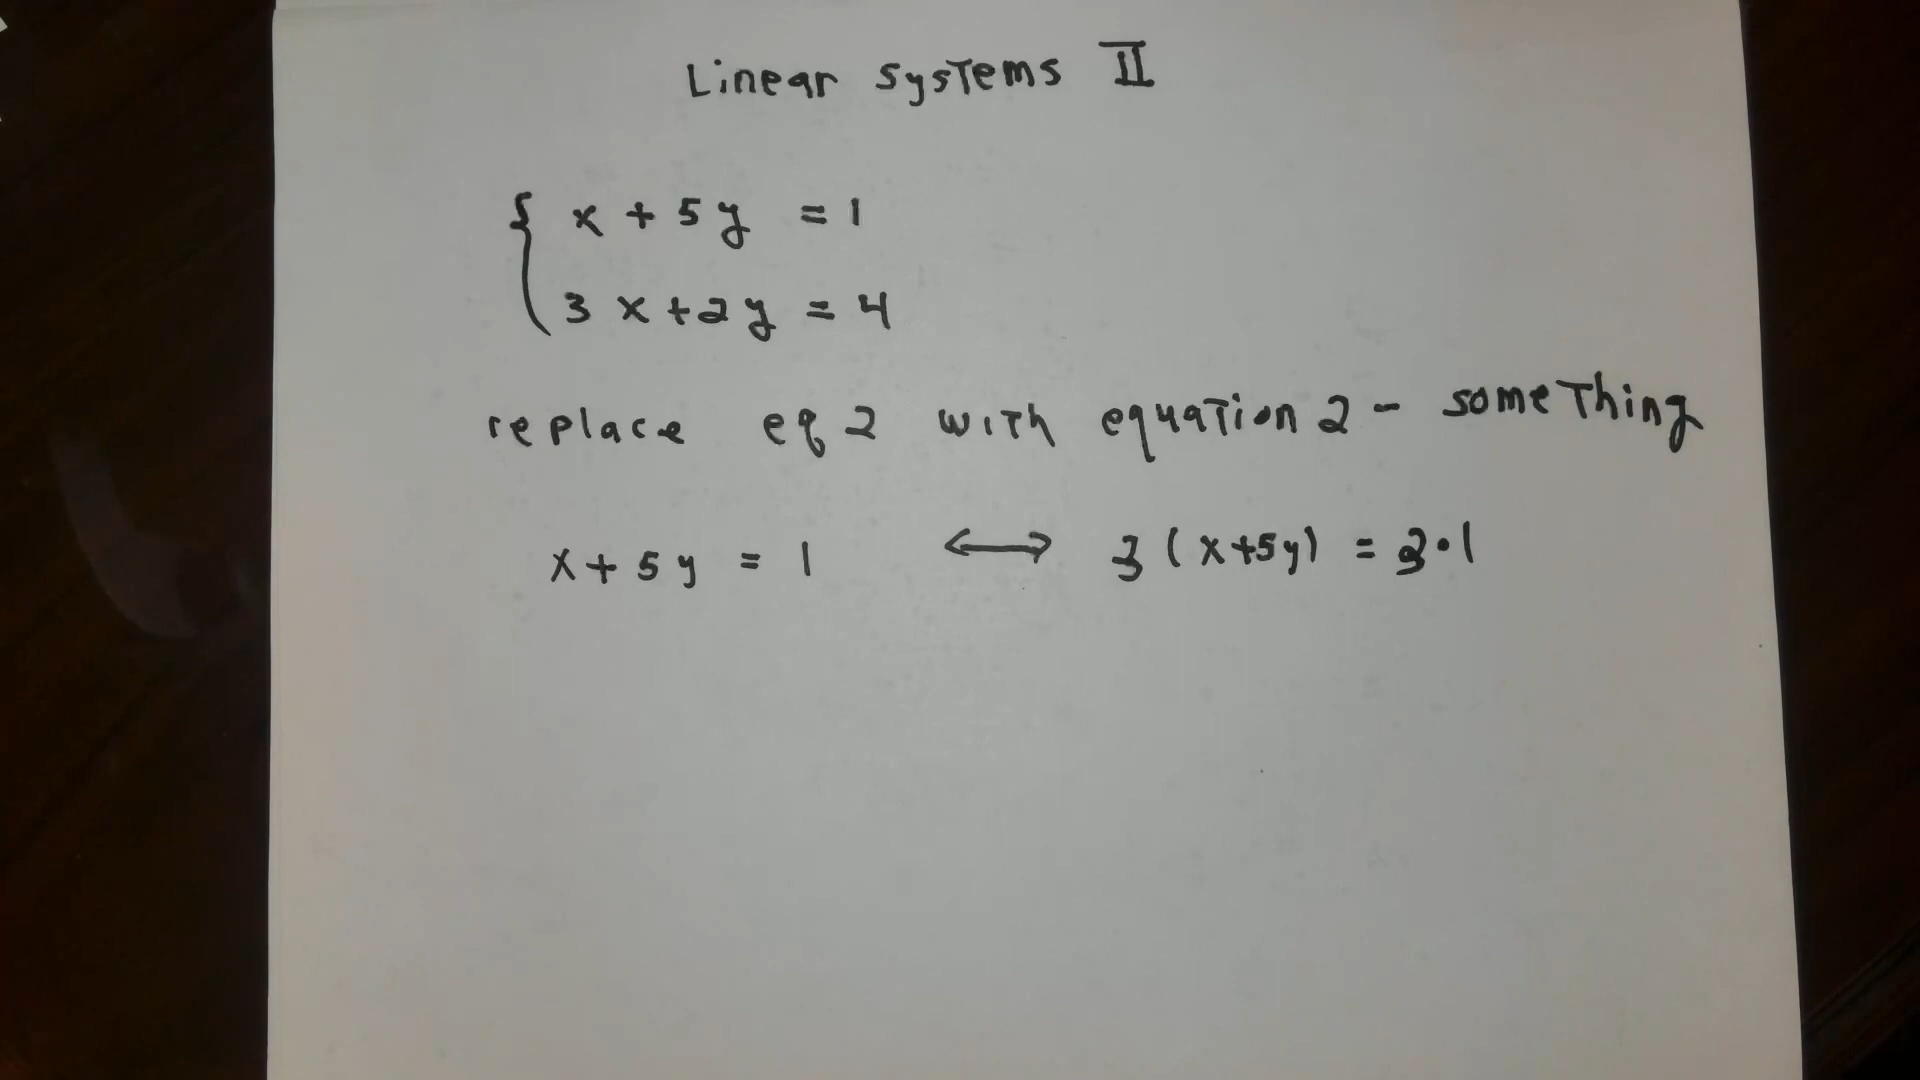 Linear systems II
{ x + 5y = 1
3x + 2y = 4
replace eq 2 with equation 2 - something
x + 5y = 1 ⟷ 3(x+5y) = 3·1